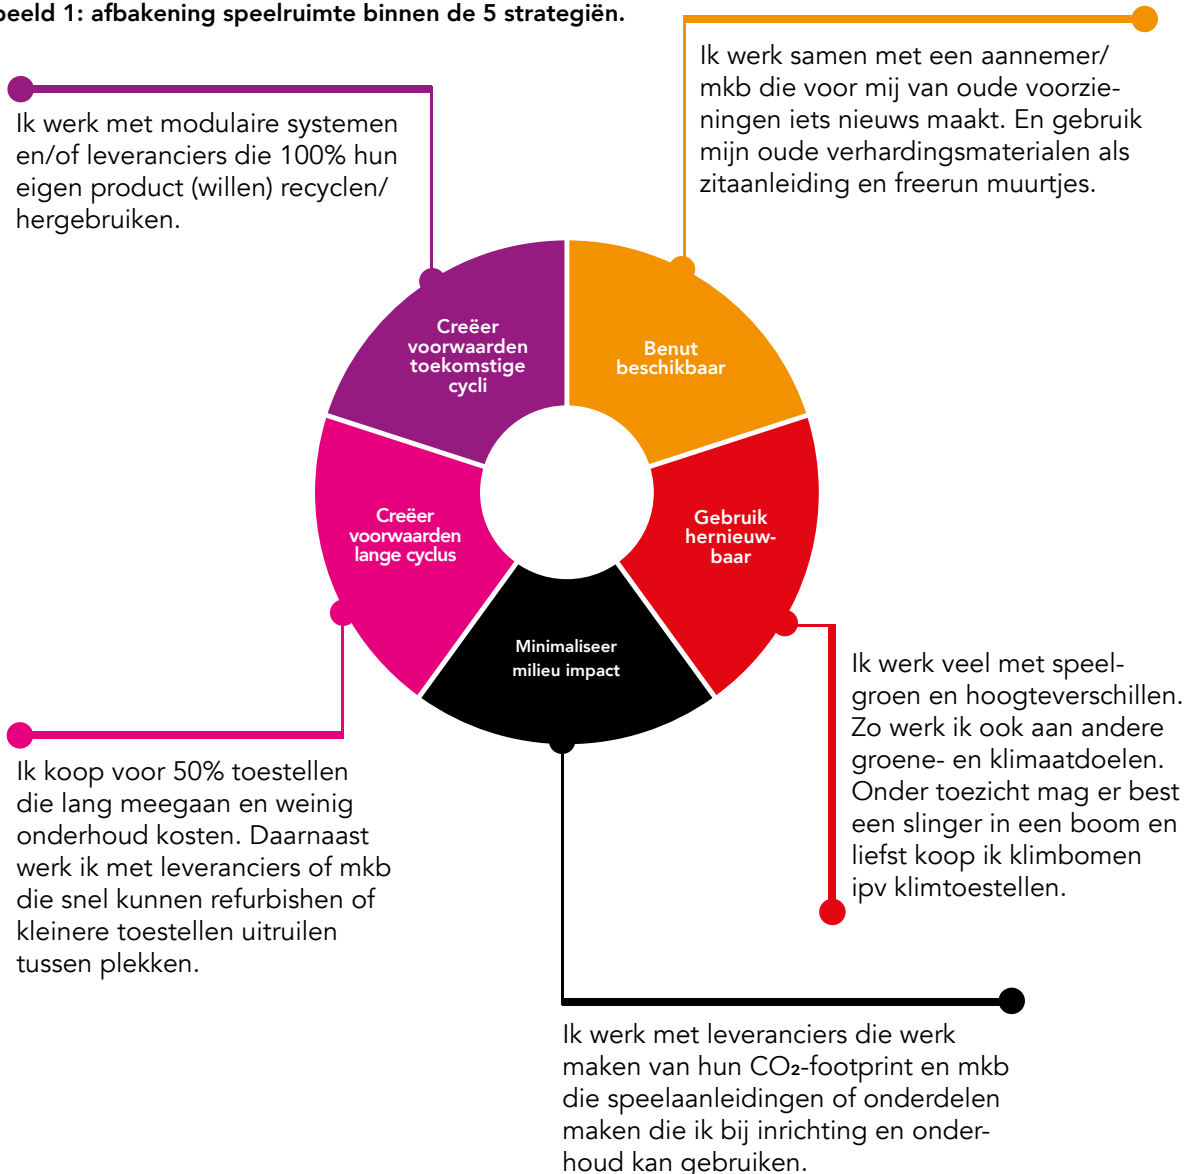 beeld 1: afbakening speelruimte binnen de 5 strategiën.
Ik werk samen met een aannemer/
mkb die voor mij van oude voorzie-
ningen iets nieuws maakt. En gebruik
mijn oude verhardingsmaterialen als
zitaanleiding en freerun muurtjes.
Ik werk met modulaire systemen
en/of leveranciers die 100% hun
eigen product (willen) recyclen/
hergebruiken.
Creëer
voorwaarden
toekomstige
cycli
Benut
beschikbaar
Creëer
voorwaarden
lange cyclus
Gebruik
hernieuw-
baar
Minimaliseer
milieu impact
Ik werk veel met speel-
groen en hoogteverschillen.
Zo werk ik ook aan andere
groene- en klimaatdoelen.
Onder toezicht mag er best
een slinger in een boom en
liefst koop ik klimbomen
ipv klimtoestellen.
Ik koop voor 50% toestellen
die lang meegaan en weinig
onderhoud kosten. Daarnaast
werk ik met leveranciers of mkb
die snel kunnen refurbishen of
kleinere toestellen uitruilen
tussen plekken.
Ik werk met leveranciers die werk
maken van hun CO₂-footprint en mkb
die speelaanleidingen of onderdelen
maken die ik bij inrichting en onder-
houd kan gebruiken.